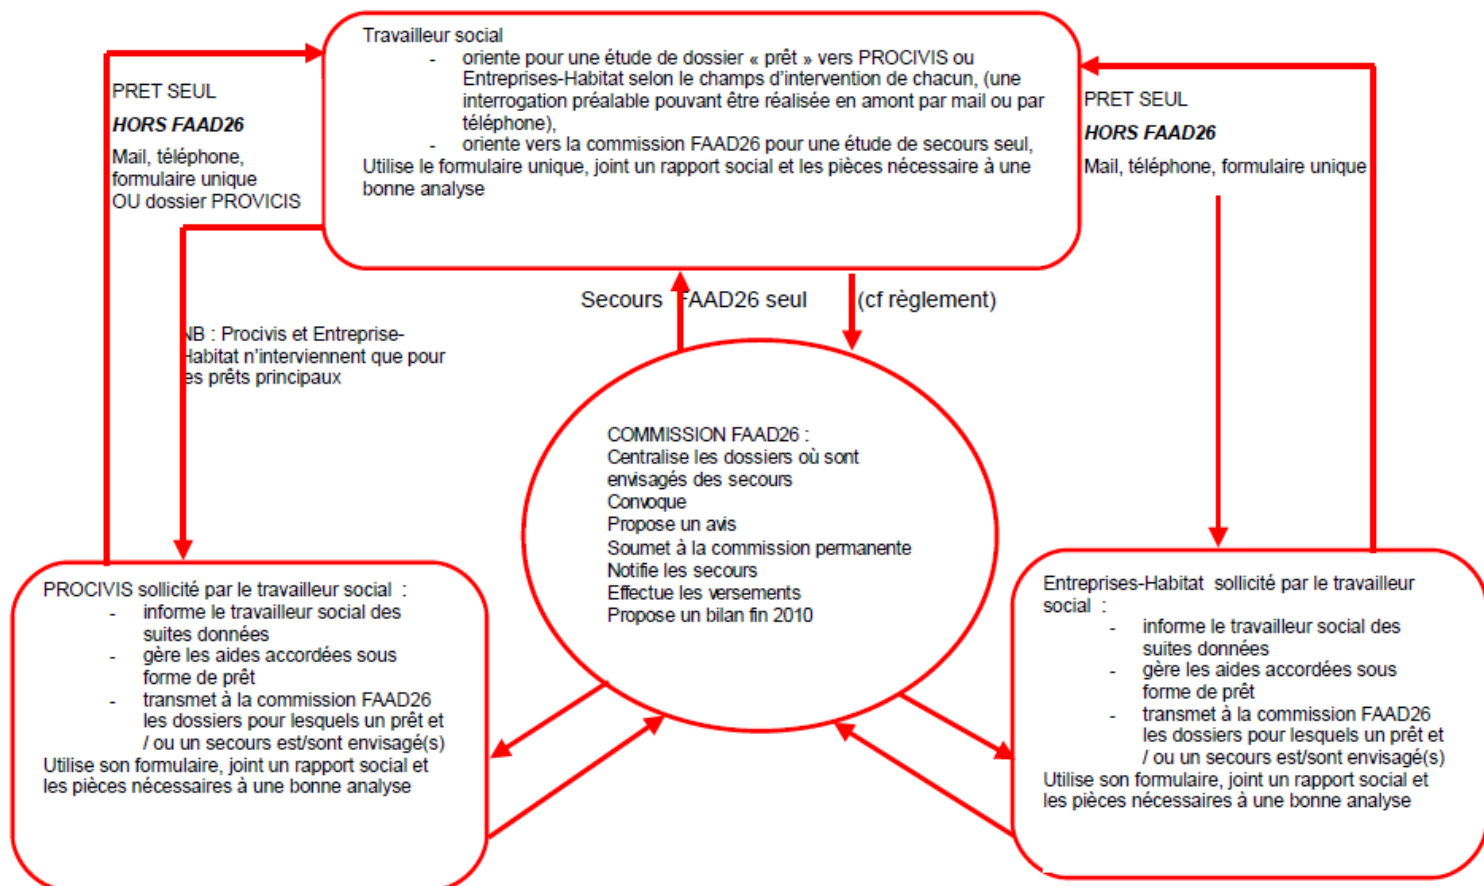 Travailleur social
- oriente pour une étude de dossier « prêt » vers PROCIVIS ou
Entreprises-Habitat selon le champs d'intervention de chacun, (une
interrogation préalable pouvant être réalisée en amont par mail ou par
téléphone),
- oriente vers la commission FAAD26 pour une étude de secours seul,
Utilise le formulaire unique, joint un rapport social et les pièces nécessaire à une
bonne analyse
PRET SEUL
HORS FAAD26
Mail, téléphone,
formulaire unique
OU dossier PROVICIS
PRET SEUL
HORS FAAD26
Mail, téléphone, formulaire unique
Secours FAAD26 seul (cf règlement)
NB : Procivis et Entreprise-
Habitat n'interviennent que pour
les prêts principaux
COMMISSION FAAD26 :
Centralise les dossiers où sont
envisagés des secours
Convoque
Propose un avis
Soumet à la commission permanente
Notifie les secours
Effectue les versements
Propose un bilan fin 2010
PROCIVIS sollicité par le travailleur social :
- informe le travailleur social des
suites données
- gère les aides accordées sous
forme de prêt
- transmet à la commission FAAD26
les dossiers pour lesquels un prêt et
/ ou un secours est/sont envisagé(s)
Utilise son formulaire, joint un rapport social et
les pièces nécessaires à une bonne analyse
Entreprises-Habitat sollicité par le travailleur
social :
- informe le travailleur social des
suites données
- gère les aides accordées sous
forme de prêt
- transmet à la commission FAAD26
les dossiers pour lesquels un prêt et
/ ou un secours est/sont envisagé(s)
Utilise son formulaire, joint un rapport social et
les pièces nécessaires à une bonne analyse